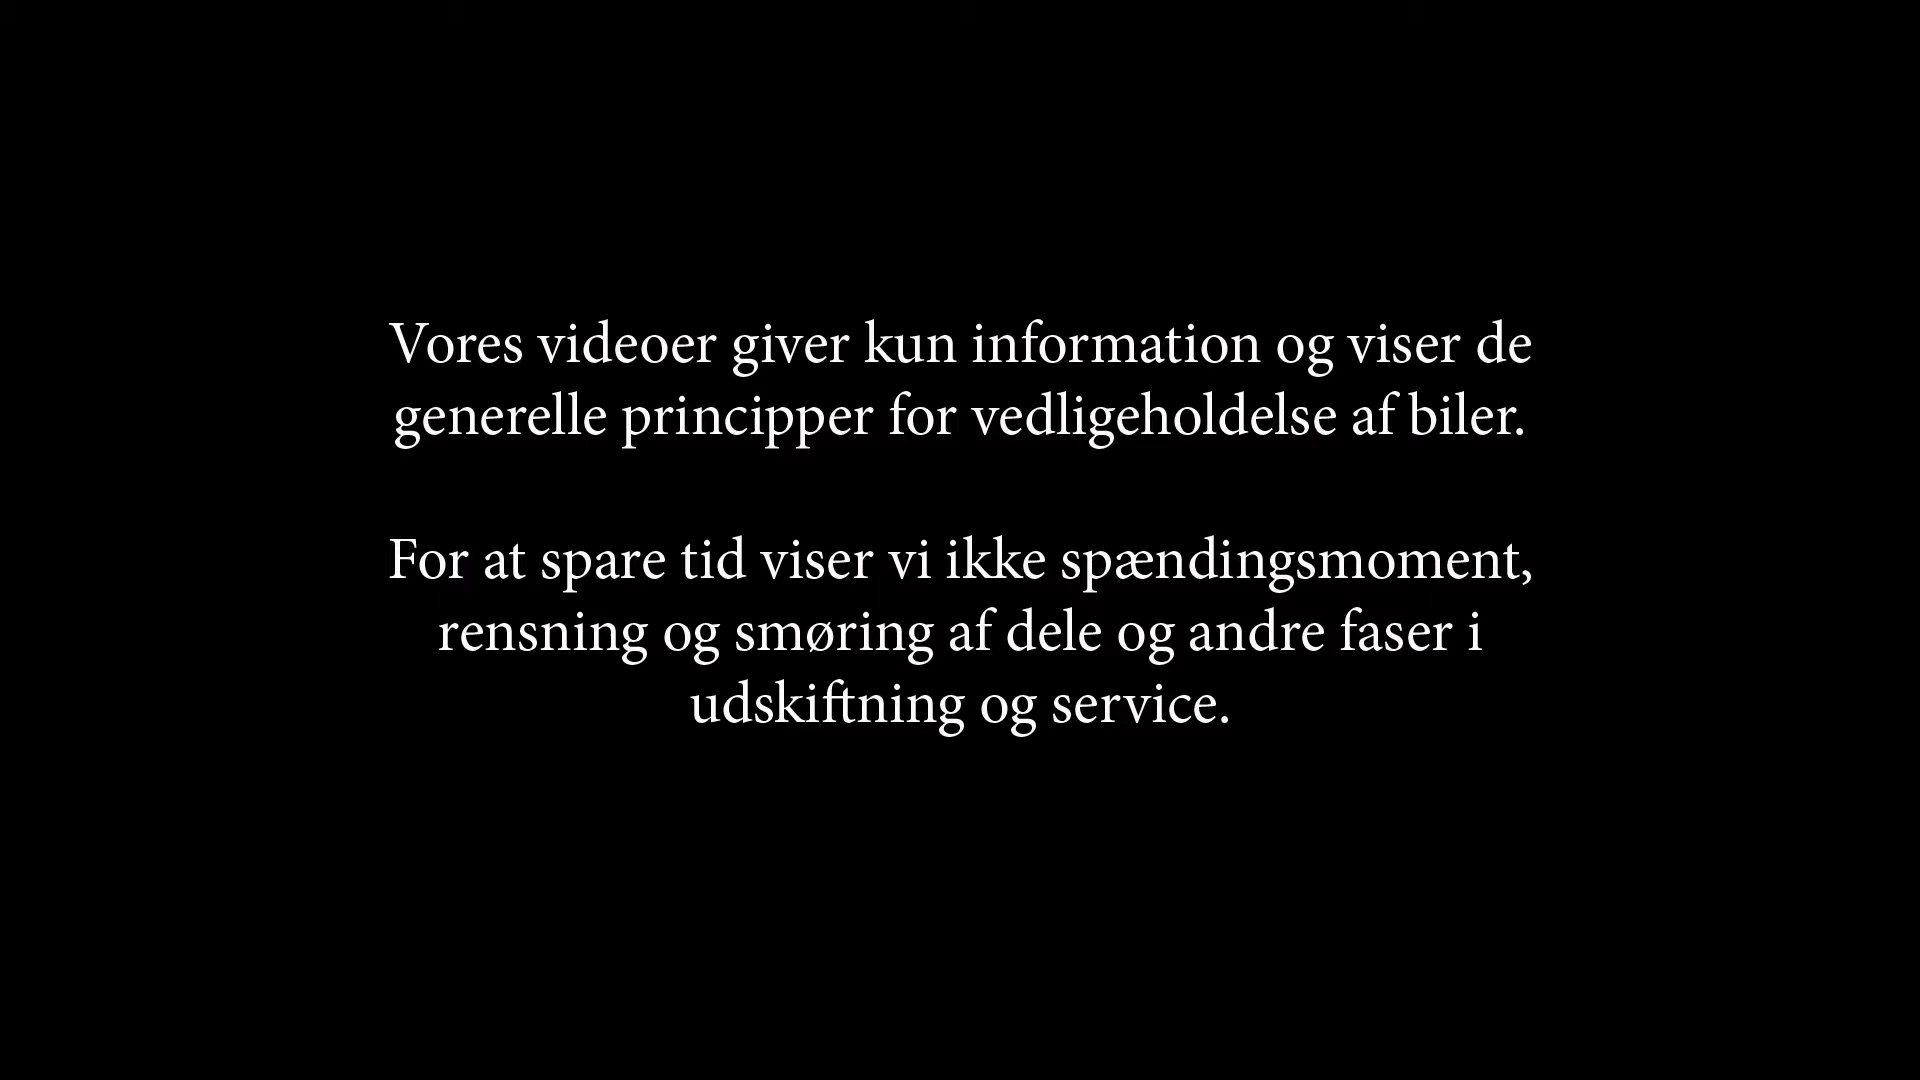 Vores videoer giver kun information og viser de
generelle principper for vedligeholdelse af biler.
For at spare tid viser vi ikke spændingsmoment,
rensning og smøring af dele og andre faser i
udskiftning og service.